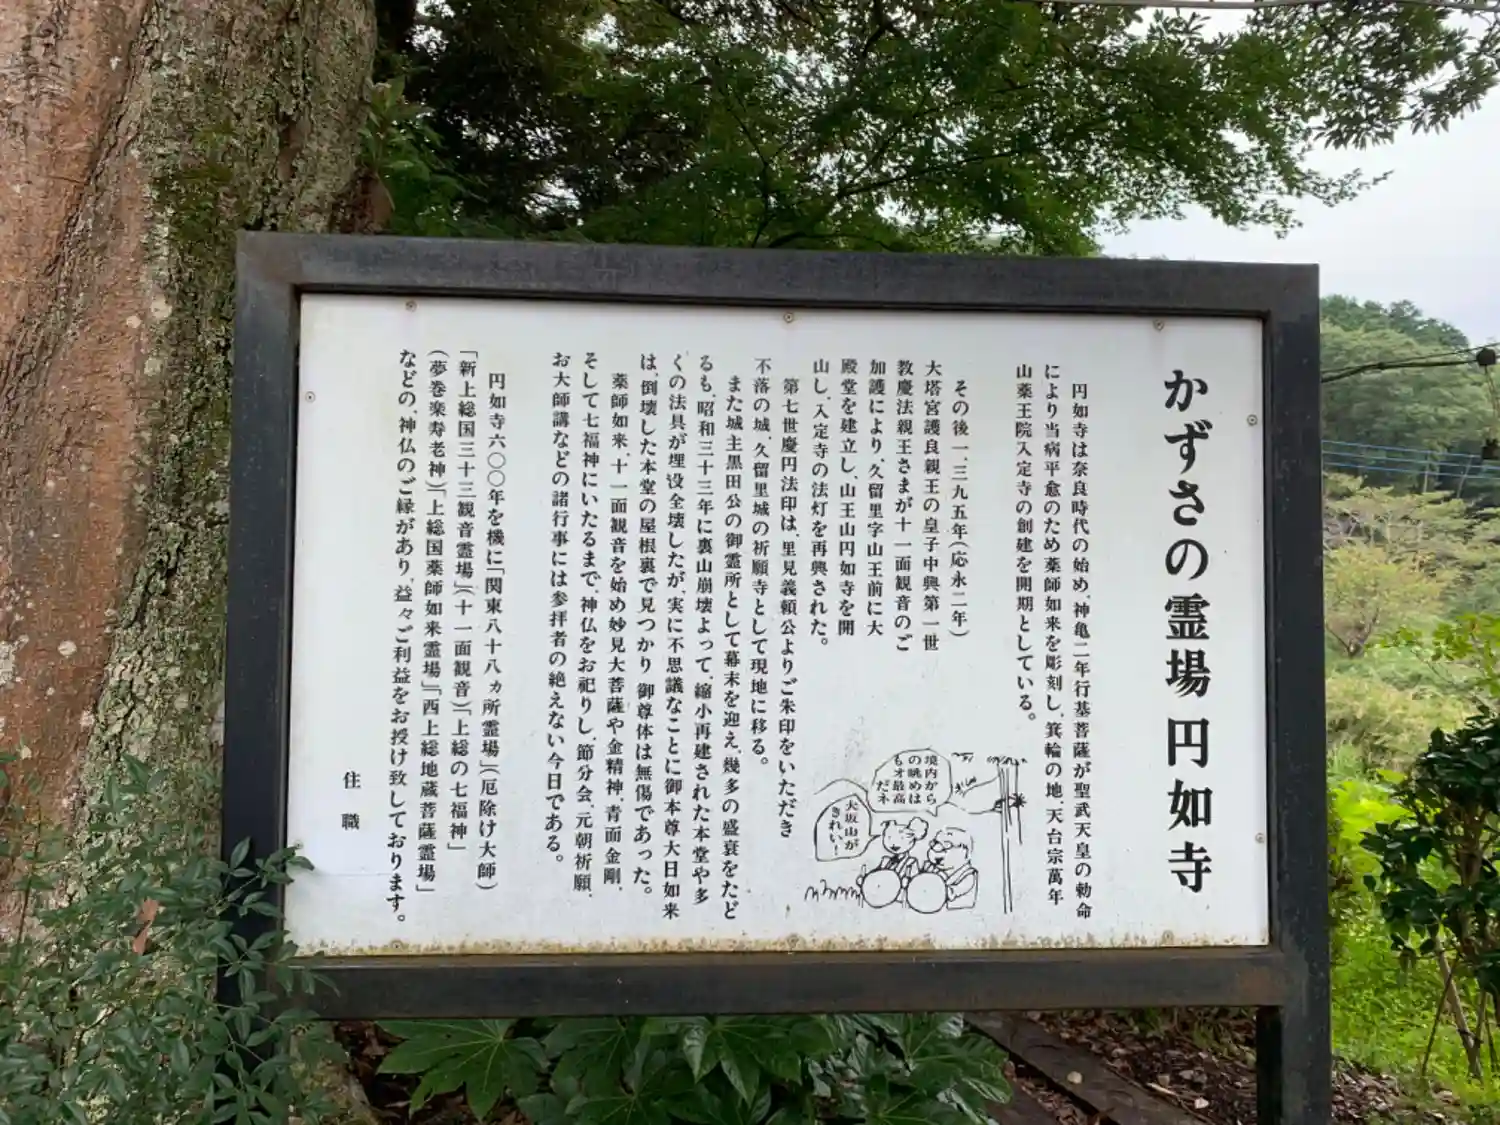 かずさの霊場 円如寺
円如寺は奈良時代の始め、神亀二年行基菩薩が聖武天皇の勅命
により当病平愈のため薬師如来を彫刻し、箕輪の地、天台宗萬年
山薬王院入定寺の創建を開期としている。
その後一、三九五年(応永二年)
大塔宮護良親王の皇子中興第一世
教慶法親王さまが十一面観音のご
加護により、久留里字山王前に大
殿堂を建立し、山王山円如寺を開
山し、入定寺の法灯を再興された。
第七世慶円法印は、里見義頼公よりご朱印をいただき
不落の城、久留里城の祈願寺として現地に移る。
また城主黒田公の御霊所として幕末を迎え、幾多の盛衰をたど
るも、昭和三十三年に裏山崩壊よって、縮小再建された本堂や多
くの法具が埋没全壊したが、実に不思議なことに御本尊大日如来
は、倒壊した本堂の屋根裏で見つかり、御尊体は無傷であった。
薬師如来、十一面観音を始め妙見大菩薩や金精神、青面金剛、
そして七福神にいたるまで、神仏をお祀りし、節分会、元朝祈願、
お大師講などの諸行事には参拝者の絶えない今日である。
円如寺六〇〇年を機に「関東八十八ヵ所霊場」(厄除け大師)
「新上総国三十三観音霊場」(十一面観音)「上総の七福神」
(夢巻楽寿老神)「上総国薬師如来霊場」「西上総地蔵菩薩霊場」
などの、神仏のご縁があり、益々ご利益をお授け致しております。
住職
境内から
の眺めは
もォ最高
だネ
大坂山が
きれい!